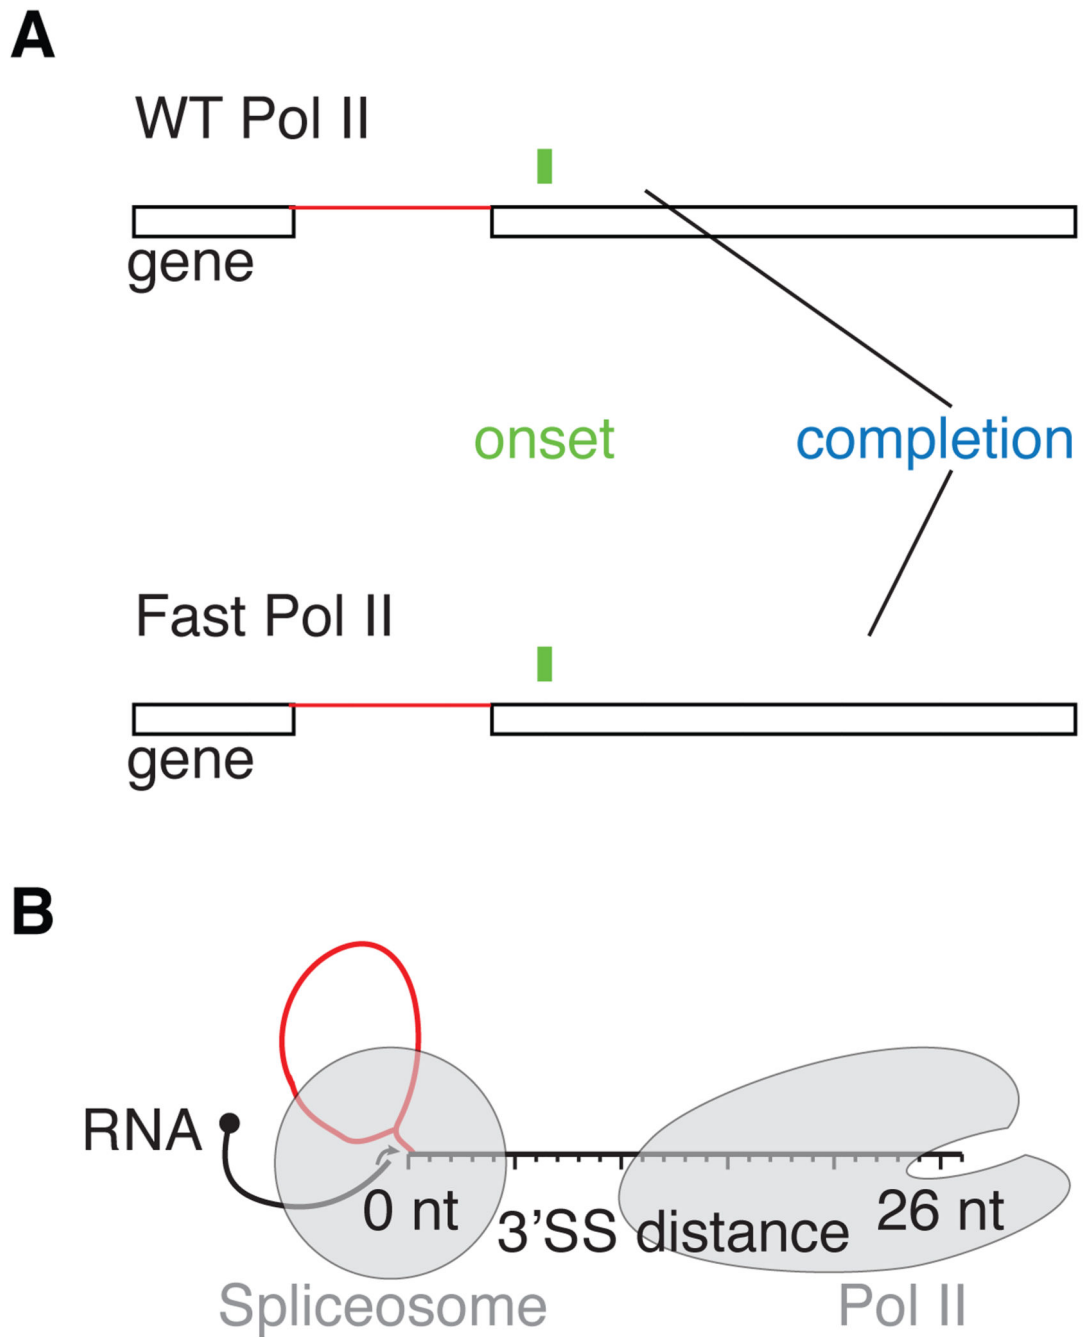 A
WT Pol II
gene
onset
completion
Fast Pol II
gene
B
RNA
0 nt
3’SS distance
26 nt
Spliceosome
Pol II